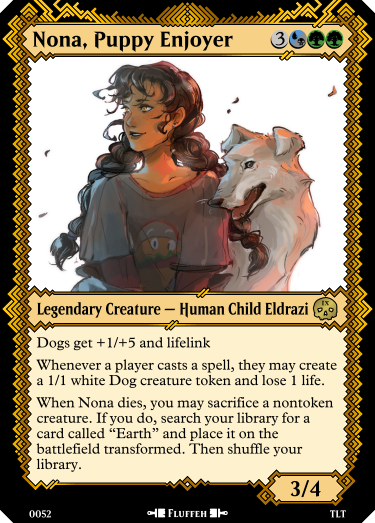 Nona, Puppy Enjoyer 3
Legendary Creature — Human Child Eldrazi IX
Dogs get +1/+5 and lifelink
Whenever a player casts a spell, they may create
a 1/1 white Dog creature token and lose 1 life.
When Nona dies, you may sacrifice a nontoken
creature. If you do, search your library for a
card called “Earth” and place it on the
battlefield transformed. Then shuffle your
library.
3/4
0052 Fluffeh TLT